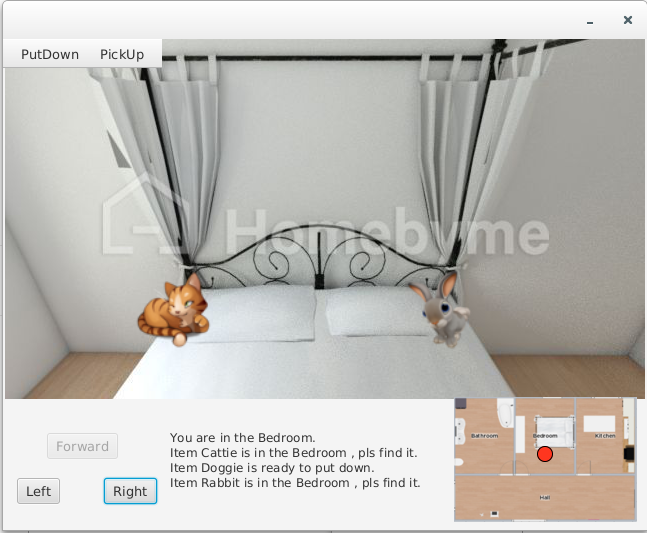 PutDown PickUp
Homebyme
Forward
Left Right
You are in the Bedroom.
Item Cattie is in the Bedroom , pls find it.
Item Doggie is ready to put down.
Item Rabbit is in the Bedroom , pls find it.
Bathroom Bedroom Kitchen
Hall